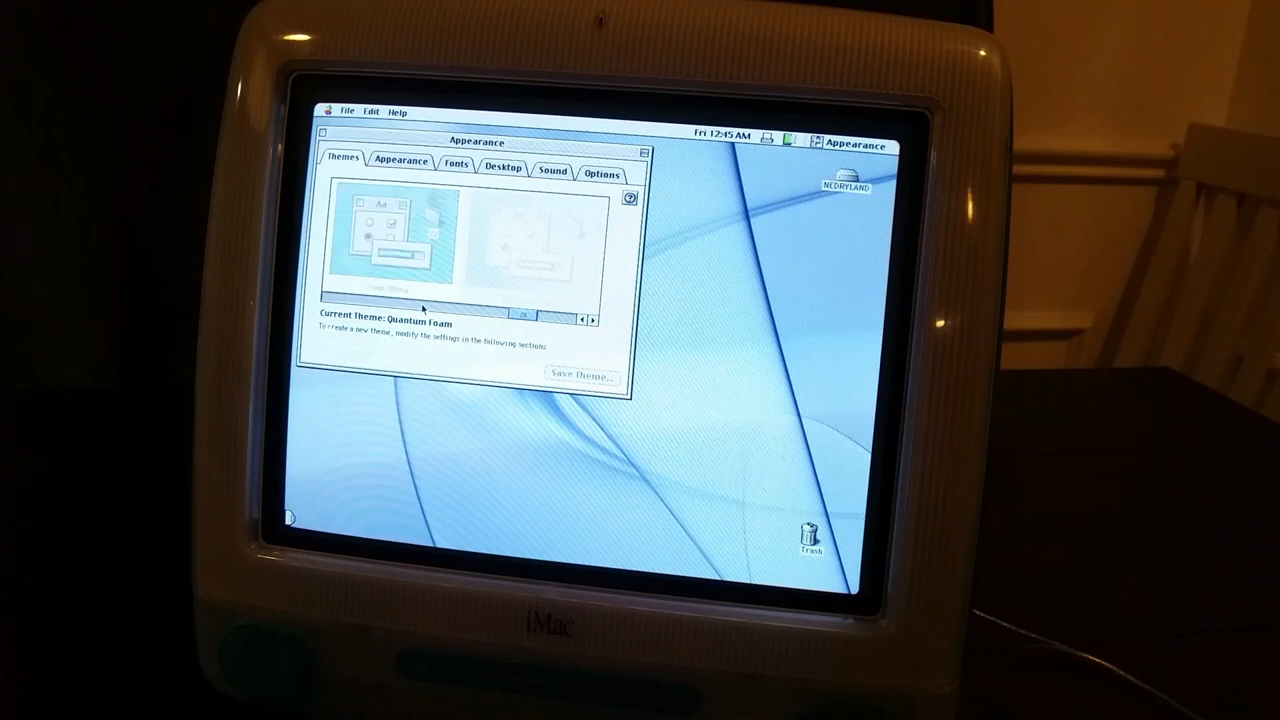 File Edit Help
Fri 12:45 AM
Appearance
Appearance
Themes Appearance Fonts Desktop Sound Options
NEDRYLAND
Aa
Current Theme: Quantum Foam
To create a new theme, modify the settings in the following sections
Save Theme...
Trash
iMac